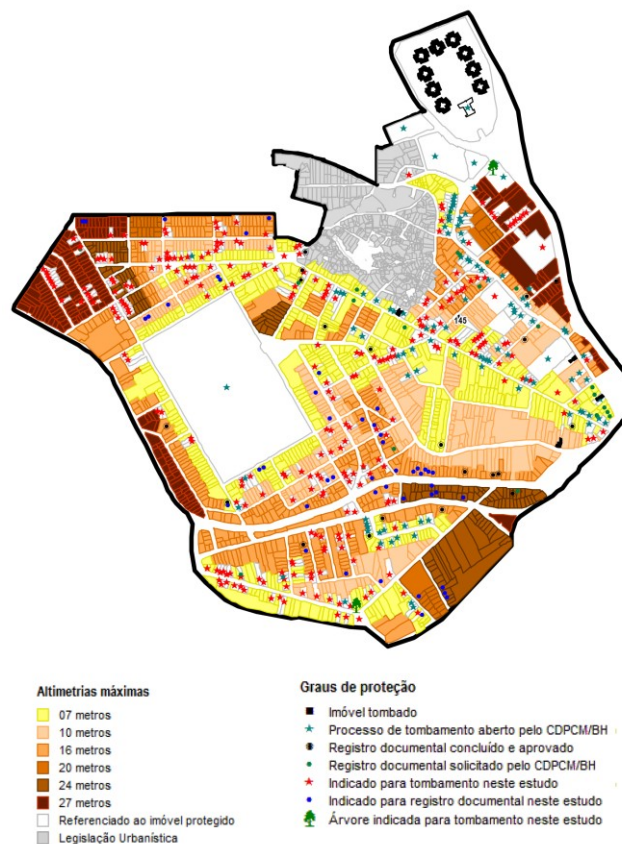 145
Altimetrias máximas
07 metros
10 metros
16 metros
20 metros
24 metros
27 metros
Referenciado ao imóvel protegido
Legislação Urbanística
Graus de proteção
Imóvel tombado
Processo de tombamento aberto pelo CDPCM/BH
Registro documental concluído e aprovado
Registro documental solicitado pelo CDPCM/BH
Indicado para tombamento neste estudo
Indicado para registro documental neste estudo
Árvore indicada para tombamento neste estudo